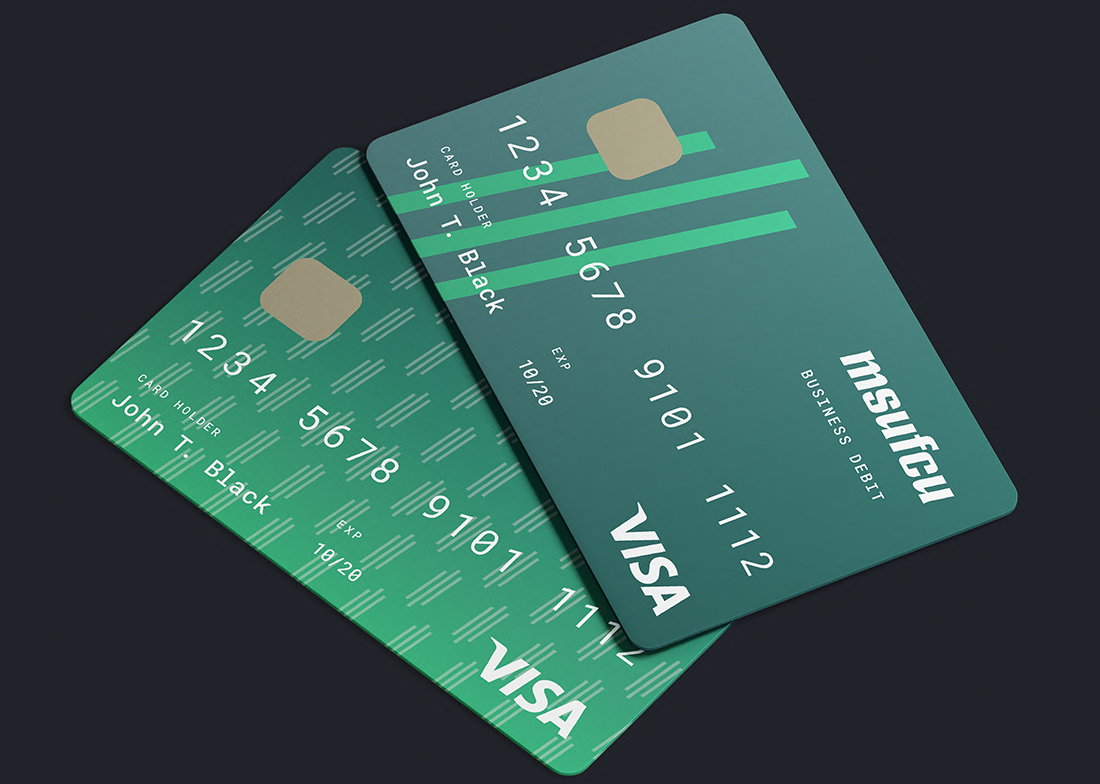 msufcu
BUSINESS DEBIT
1234 5678 9101 1112
CARD HOLDER
John T. Black
EXP
10/20
VISA
1234 5678 9101 1112
CARD HOLDER
John T. Black
EXP
10/20
VISA